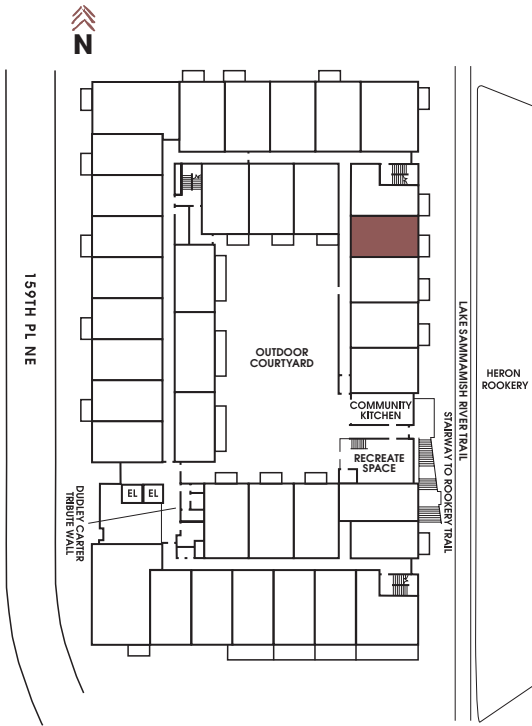 N
159TH PL NE
OUTDOOR
COURTYARD
COMMUNITY
KITCHEN
RECREATE
SPACE
LAKE SAMMAMISH RIVER TRAIL
STAIRWAY TO ROOKERY TRAIL
HERON
ROOKERY
EL
EL
DUDLEY CARTER
TRIBUTE WALL